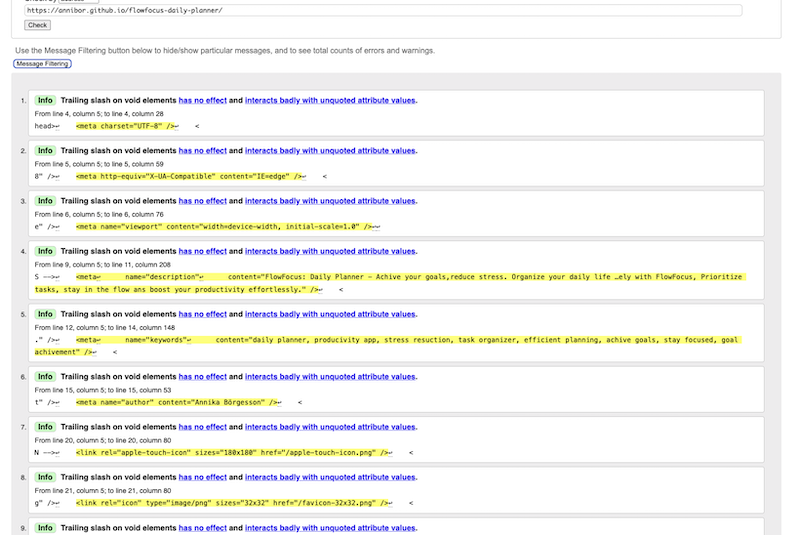 https://annibor.github.io/flowfocus-daily-planner/
Check
Use the Message Filtering button below to hide/show particular messages, and to see total counts of errors and warnings.
Message Filtering
1. Info Trailing slash on void elements has no effect and interacts badly with unquoted attribute values.
From line 4, column 5; to line 4, column 28
head>↩ <meta charset="UTF-8" />↩ <
2. Info Trailing slash on void elements has no effect and interacts badly with unquoted attribute values.
From line 5, column 5; to line 5, column 59
8" />↩ <meta http-equiv="X-UA-Compatible" content="IE=edge" />↩ <
3. Info Trailing slash on void elements has no effect and interacts badly with unquoted attribute values.
From line 6, column 5; to line 6, column 76
e" />↩ <meta name="viewport" content="width=device-width, initial-scale=1.0" />↩↩
4. Info Trailing slash on void elements has no effect and interacts badly with unquoted attribute values.
From line 9, column 5; to line 11, column 208
S -->↩ <meta↩ name="description"↩ content="FlowFocus: Daily Planner – Achive your goals,reduce stress. Organize your daily life …ely with FlowFocus, Prioritize
tasks, stay in the flow ans boost your productivity effortlessly." />↩ <
5. Info Trailing slash on void elements has no effect and interacts badly with unquoted attribute values.
From line 12, column 5; to line 14, column 148
." />↩ <meta↩ name="keywords"↩ content="daily planner, producivity app, stress resuction, task organizer, efficient planning, achive goals, stay focused, goal
achivement" />↩ <
6. Info Trailing slash on void elements has no effect and interacts badly with unquoted attribute values.
From line 15, column 5; to line 15, column 53
t" />↩ <meta name="author" content="Annika Börgesson" />↩ <
7. Info Trailing slash on void elements has no effect and interacts badly with unquoted attribute values.
From line 20, column 5; to line 20, column 80
N -->↩ <link rel="apple-touch-icon" sizes="180x180" href="/apple-touch-icon.png" />↩ <
8. Info Trailing slash on void elements has no effect and interacts badly with unquoted attribute values.
From line 21, column 5; to line 21, column 80
g" />↩ <link rel="icon" type="image/png" sizes="32x32" href="/favicon-32x32.png" />↩ <
9. Info Trailing slash on void elements has no effect and interacts badly with unquoted attribute values.